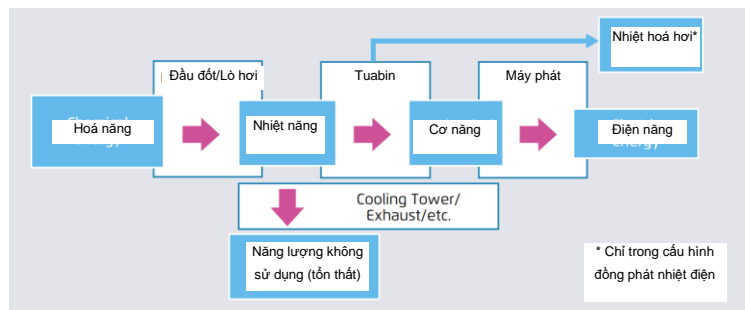 Nhiệt hoá hơi*
Đầu đốt/Lò hơi
Tuabin
Máy phát
Hoá năng
Nhiệt năng
Cơ năng
Điện năng
Cooling Tower/
Exhaust/etc.
Năng lượng không
sử dụng (tổn thất)
* Chỉ trong cấu hình
đồng phát nhiệt điện